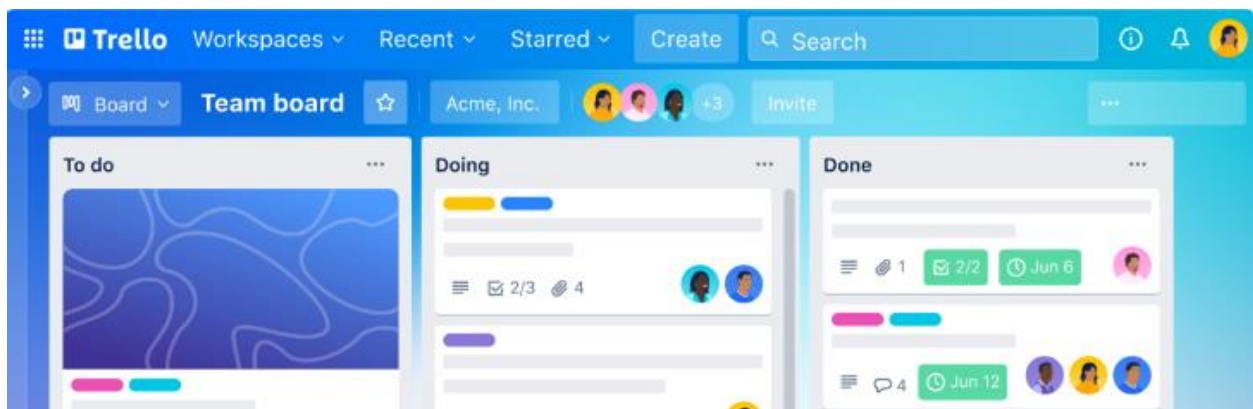 Trello Workspaces Recent Starred Create Search
Board Team board Acme, Inc. +3 Invite
To do
Doing
2/3 4
Done
1 2/2 Jun 6
4 Jun 12